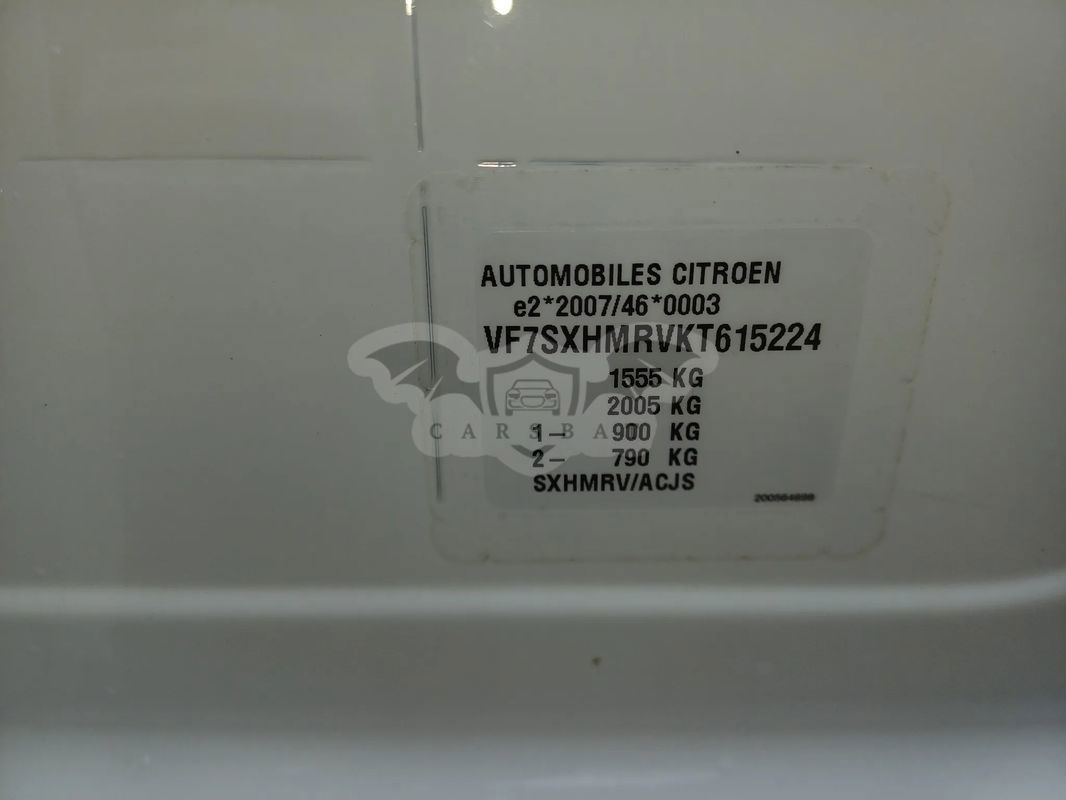 AUTOMOBILES CITROEN
e2*2007/46*0003
VF7SXHMRVKT615224
1555 KG
2005 KG
1- 900 KG
2- 790 KG
SXHMRV/ACJS